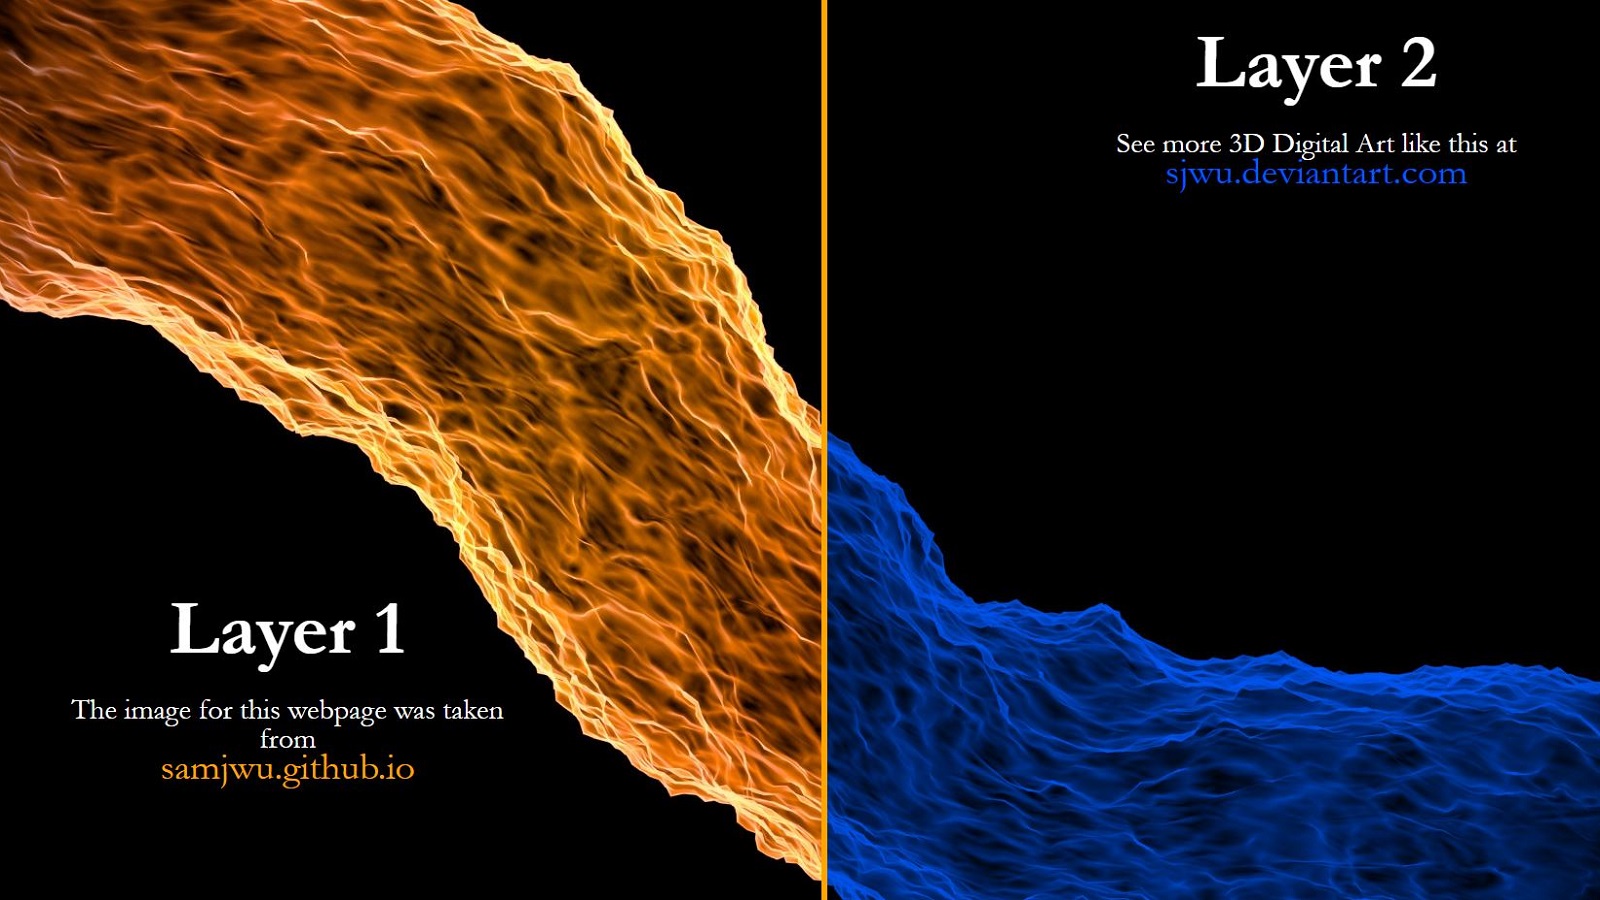 Layer 1
The image for this webpage was taken
from
samjwu.github.io
Layer 2
See more 3D Digital Art like this at
sjwu.deviantart.com